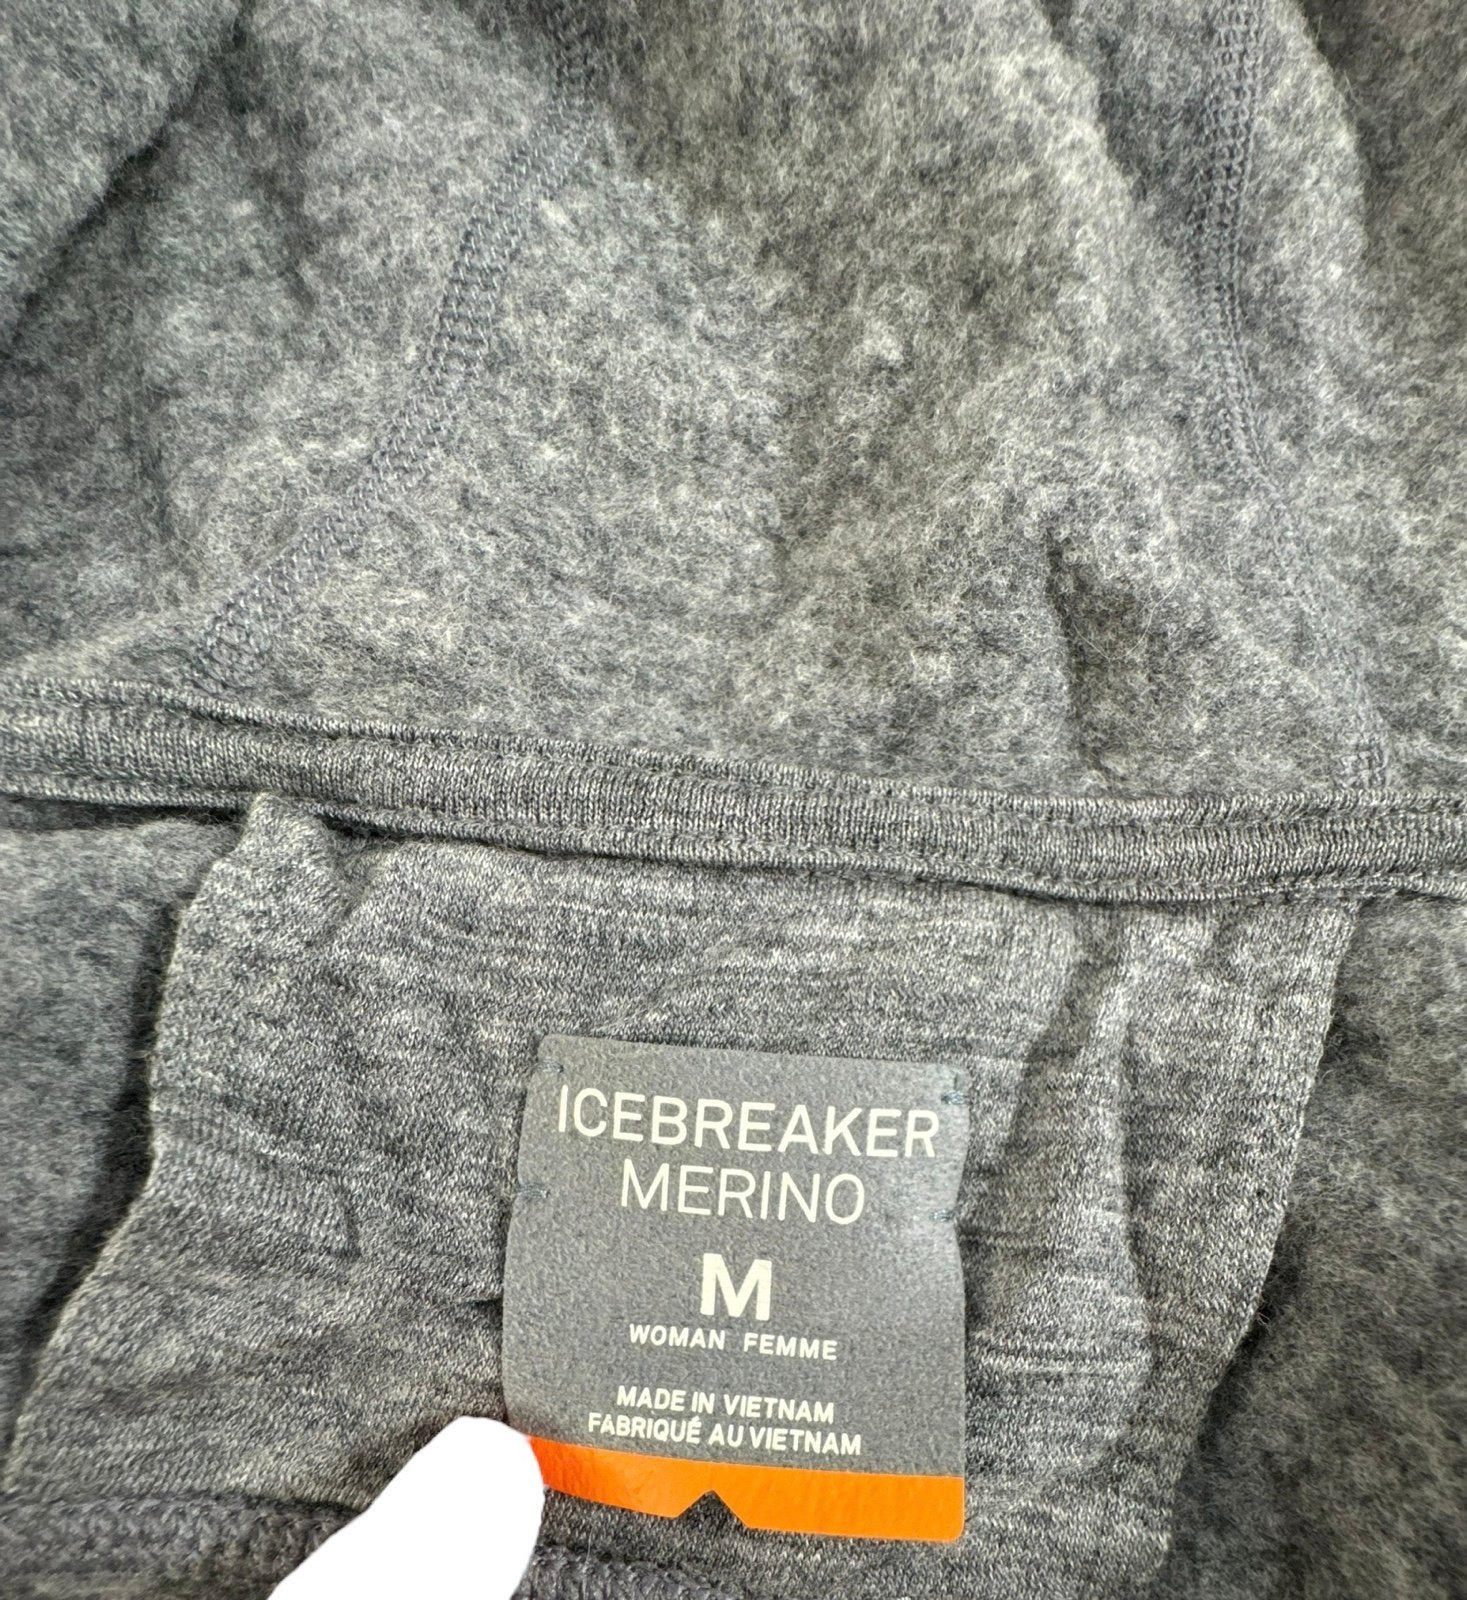 ICEBREAKER
MERINO
M
WOMAN FEMME
MADE IN VIETNAM
FABRIQUÉ AU VIETNAM